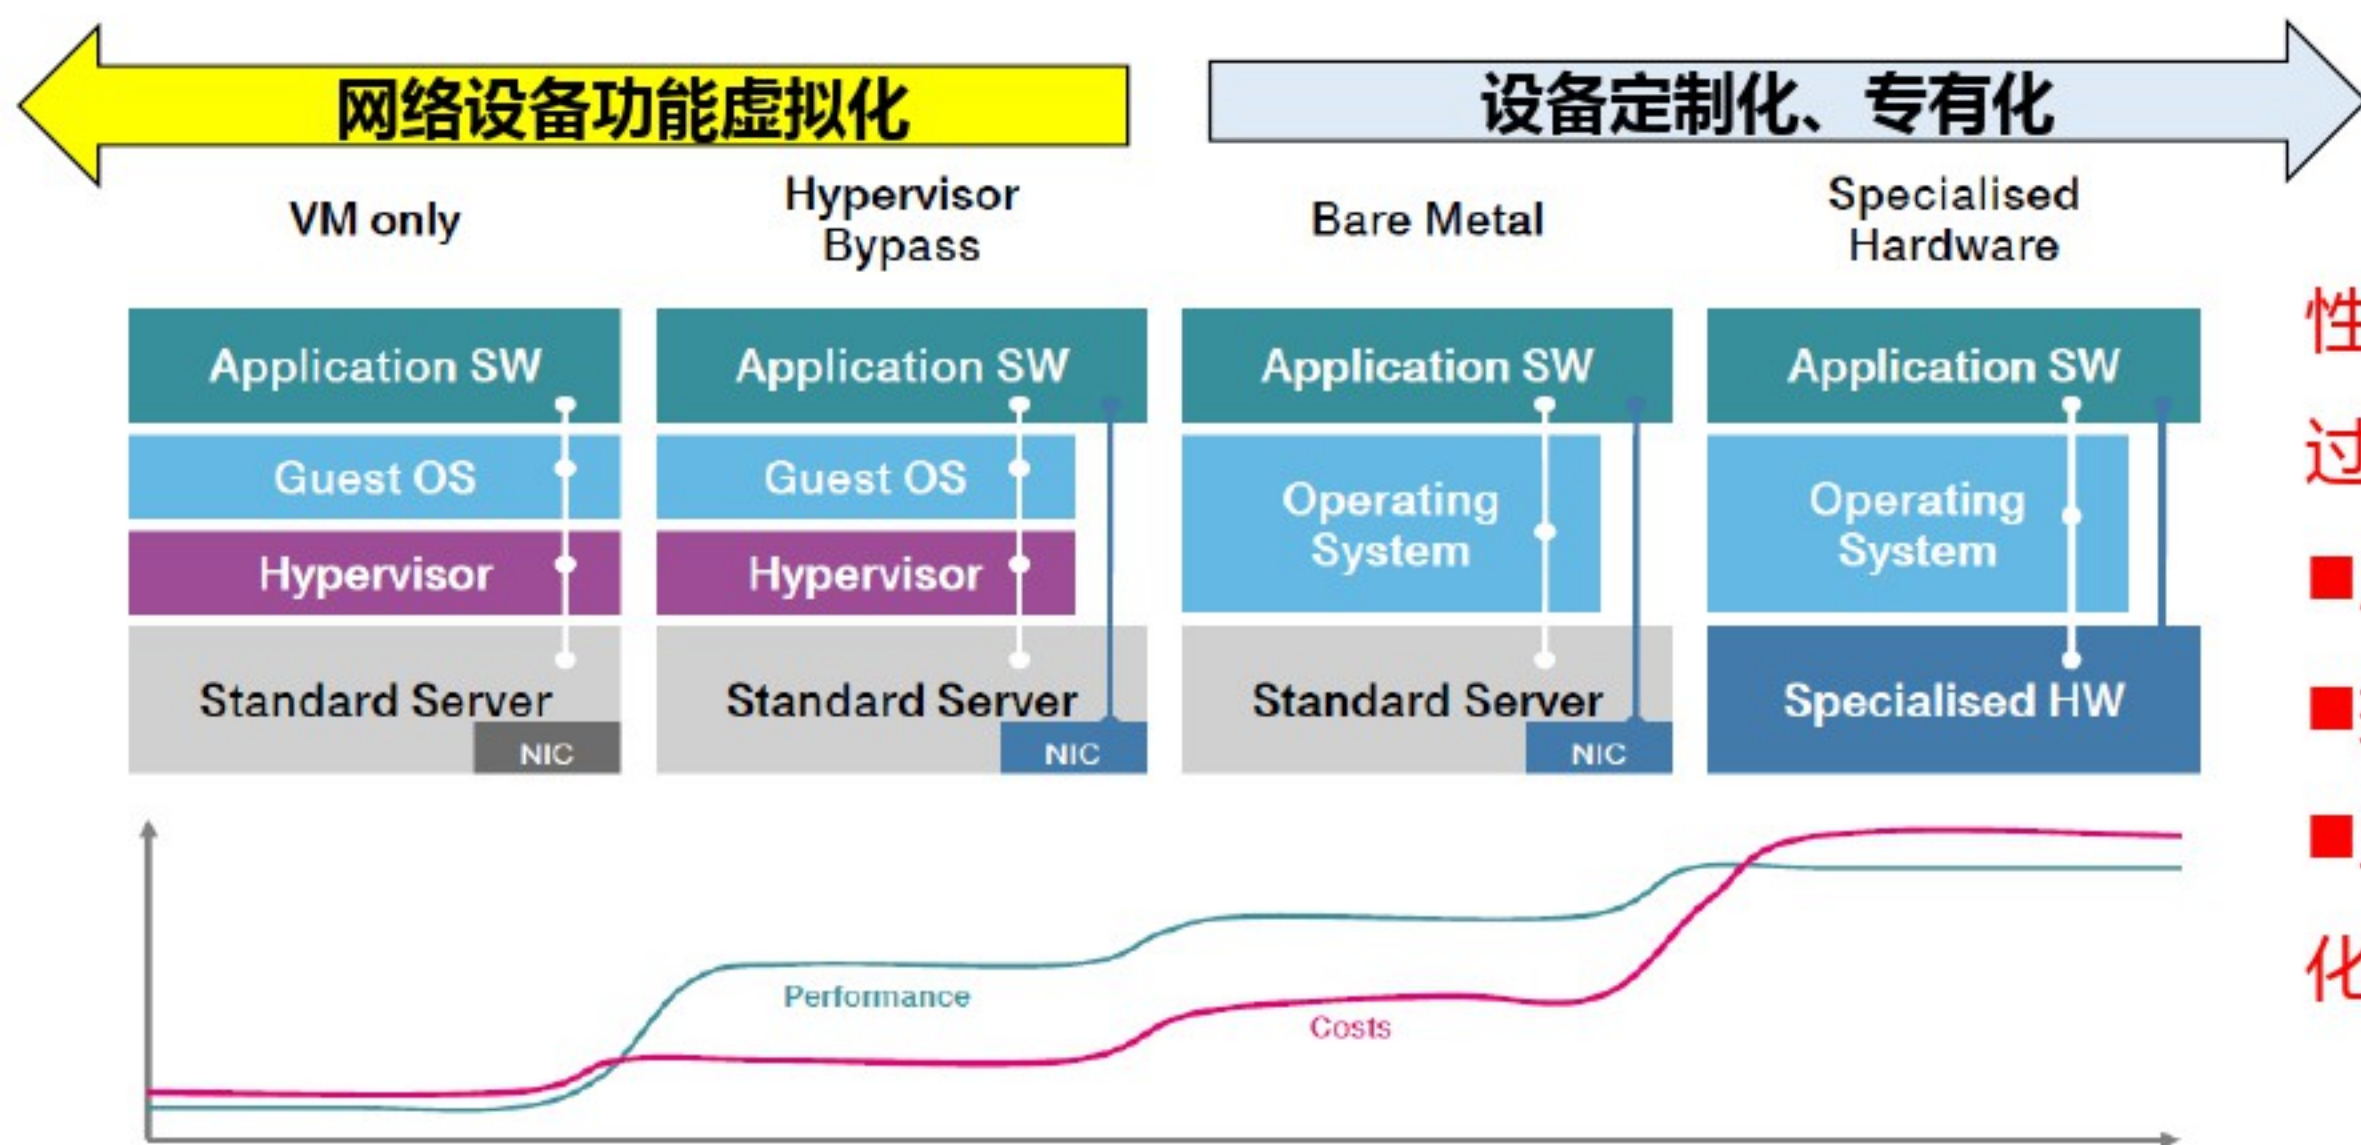 网络设备功能虚拟化
设备定制化、专有化
VM only
Hypervisor
Bypass
Bare Metal
Specialised
Hardware
Application SW
Guest OS
Hypervisor
Standard Server
NIC
Application SW
Guest OS
Hypervisor
Standard Server
NIC
Application SW
Operating
System
Standard Server
NIC
Application SW
Operating
System
Specialised HW
Performance
Costs
性
过
化